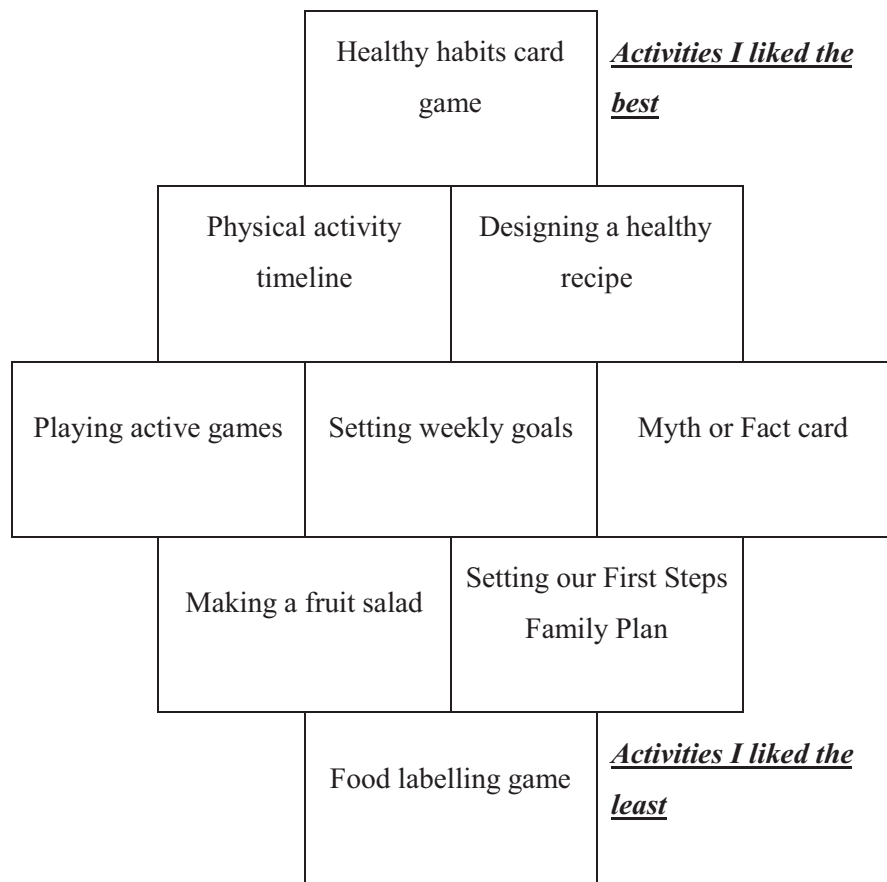 Healthy habits card
game
Activities I liked the
best
Physical activity
timeline
Designing a healthy
recipe
Playing active games
Setting weekly goals
Myth or Fact card
Making a fruit salad
Setting our First Steps
Family Plan
Food labelling game
Activities I liked the
least